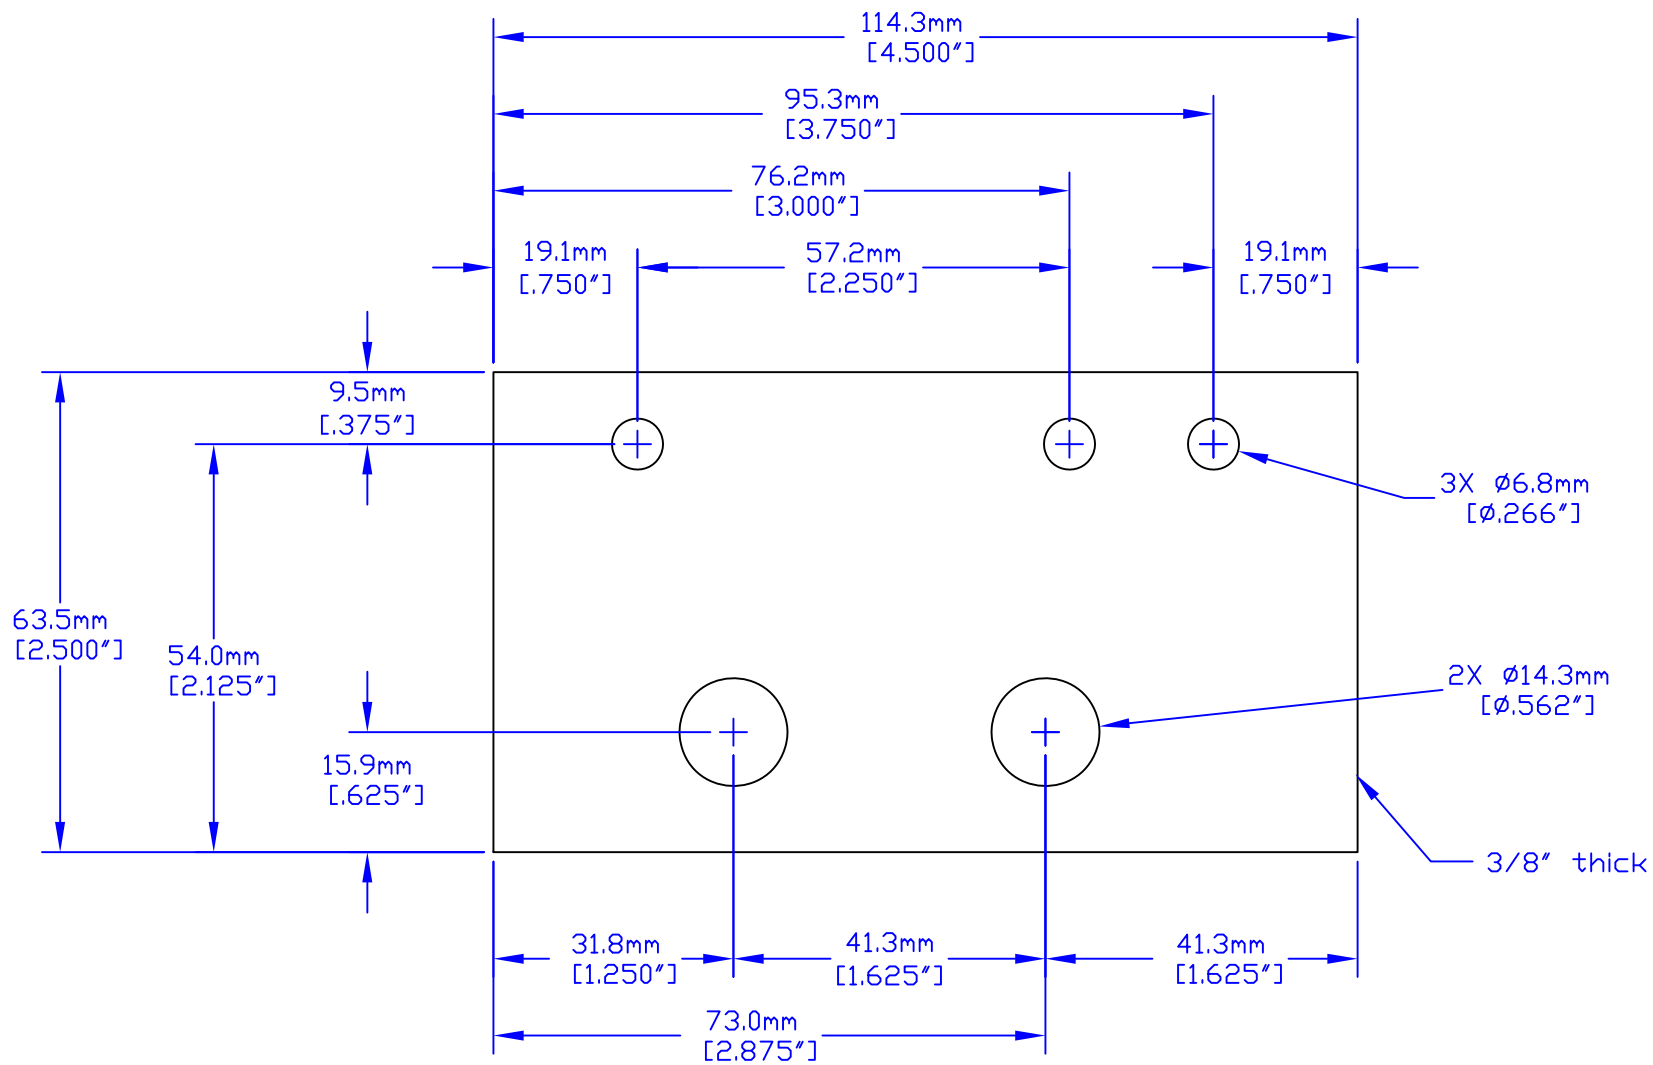 114.3mm
[4.500"]
95.3mm
[3.750"]
76.2mm
[3.000"]
19.1mm
[.750"]
57.2mm
[2.250"]
19.1mm
[.750"]
9.5mm
[.375"]
3X Ø6.8mm
[Ø.266"]
63.5mm
[2.500"]
54.0mm
[2.125"]
2X Ø14.3mm
[Ø.562"]
15.9mm
[.625"]
3/8" thick
31.8mm
[1.250"]
41.3mm
[1.625"]
41.3mm
[1.625"]
73.0mm
[2.875"]